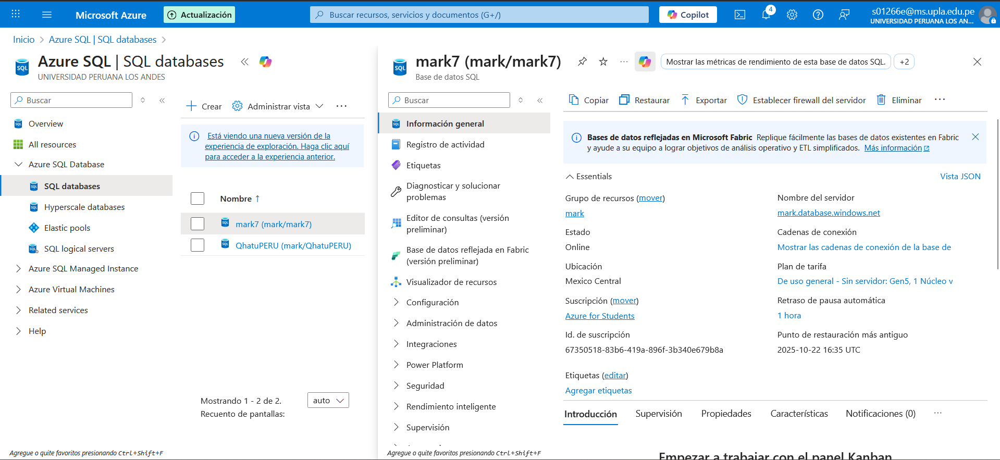 Microsoft Azure
Actualización
Buscar recursos, servicios y documentos (G+/)
Copilot
4
s01266e@ms.upla.edu.pe
UNIVERSIDAD PERUANA LOS AN...
Inicio > Azure SQL | SQL databases >
Azure SQL | SQL databases
UNIVERSIDAD PERUANA LOS ANDES
Buscar
Overview
All resources
Azure SQL Database
SQL databases
Hyperscale databases
Elastic pools
SQL logical servers
Azure SQL Managed Instance
Azure Virtual Machines
Related services
Help
Agregue o quite favoritos presionando Ctrl+Shift+F
Crear
Administrar vista
Está viendo una nueva versión de la
experiencia de exploración. Haga clic aquí
para acceder a la experiencia anterior.
Nombre ↑
mark7 (mark/mark7)
QhatuPERU (mark/QhatuPERU)
Mostrando 1 - 2 de 2.
Recuento de pantallas:
auto
mark7 (mark/mark7)
Base de datos SQL
Mostrar las métricas de rendimiento de esta base de datos SQL.
+2
Buscar
Información general
Registro de actividad
Etiquetas
Diagnosticar y solucionar
problemas
Editor de consultas (versión
preliminar)
Base de datos reflejada en Fabric
(versión preliminar)
Visualizador de recursos
Configuración
Administración de datos
Integraciones
Power Platform
Seguridad
Rendimiento inteligente
Supervisión
Agregue o quite favoritos presionando Ctrl+Shift+F
Copiar
Restaurar
Exportar
Establecer firewall del servidor
Eliminar
Bases de datos reflejadas en Microsoft Fabric Replique fácilmente las bases de datos existentes en Fabric
y ayude a su equipo a lograr objetivos de análisis operativo y ETL simplificados. Más información
Essentials
Vista JSON
Grupo de recursos (mover)
mark
Estado
Online
Ubicación
Mexico Central
Suscripción (mover)
Azure for Students
Id. de suscripción
67350518-83b6-419a-896f-3b340e679b8a
Nombre del servidor
mark.database.windows.net
Cadenas de conexión
Mostrar las cadenas de conexión de la base de
Plan de tarifa
De uso general - Sin servidor: Gen5, 1 Núcleo v
Retraso de pausa automática
1 hora
Punto de restauración más antiguo
2025-10-22 16:35 UTC
Etiquetas (editar)
Agregar etiquetas
Introducción
Supervisión
Propiedades
Características
Notificaciones (0)
Empezar a trabajar con el panel Kanban